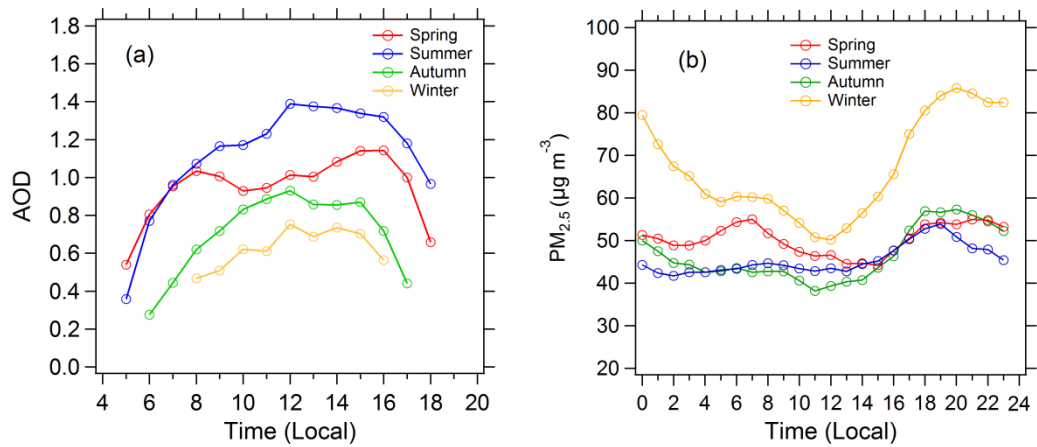 (a)
Spring
Summer
Autumn
Winter
AOD
1.8
1.6
1.4
1.2
1.0
0.8
0.6
0.4
0.2
0.0
4 6 8 10 12 14 16 18 20
Time (Local)
(b)
Spring
Summer
Autumn
Winter
PM2.5 (µg m-3)
100
90
80
70
60
50
40
30
20
0 2 4 6 8 10 12 14 16 18 20 22 24
Time (Local)